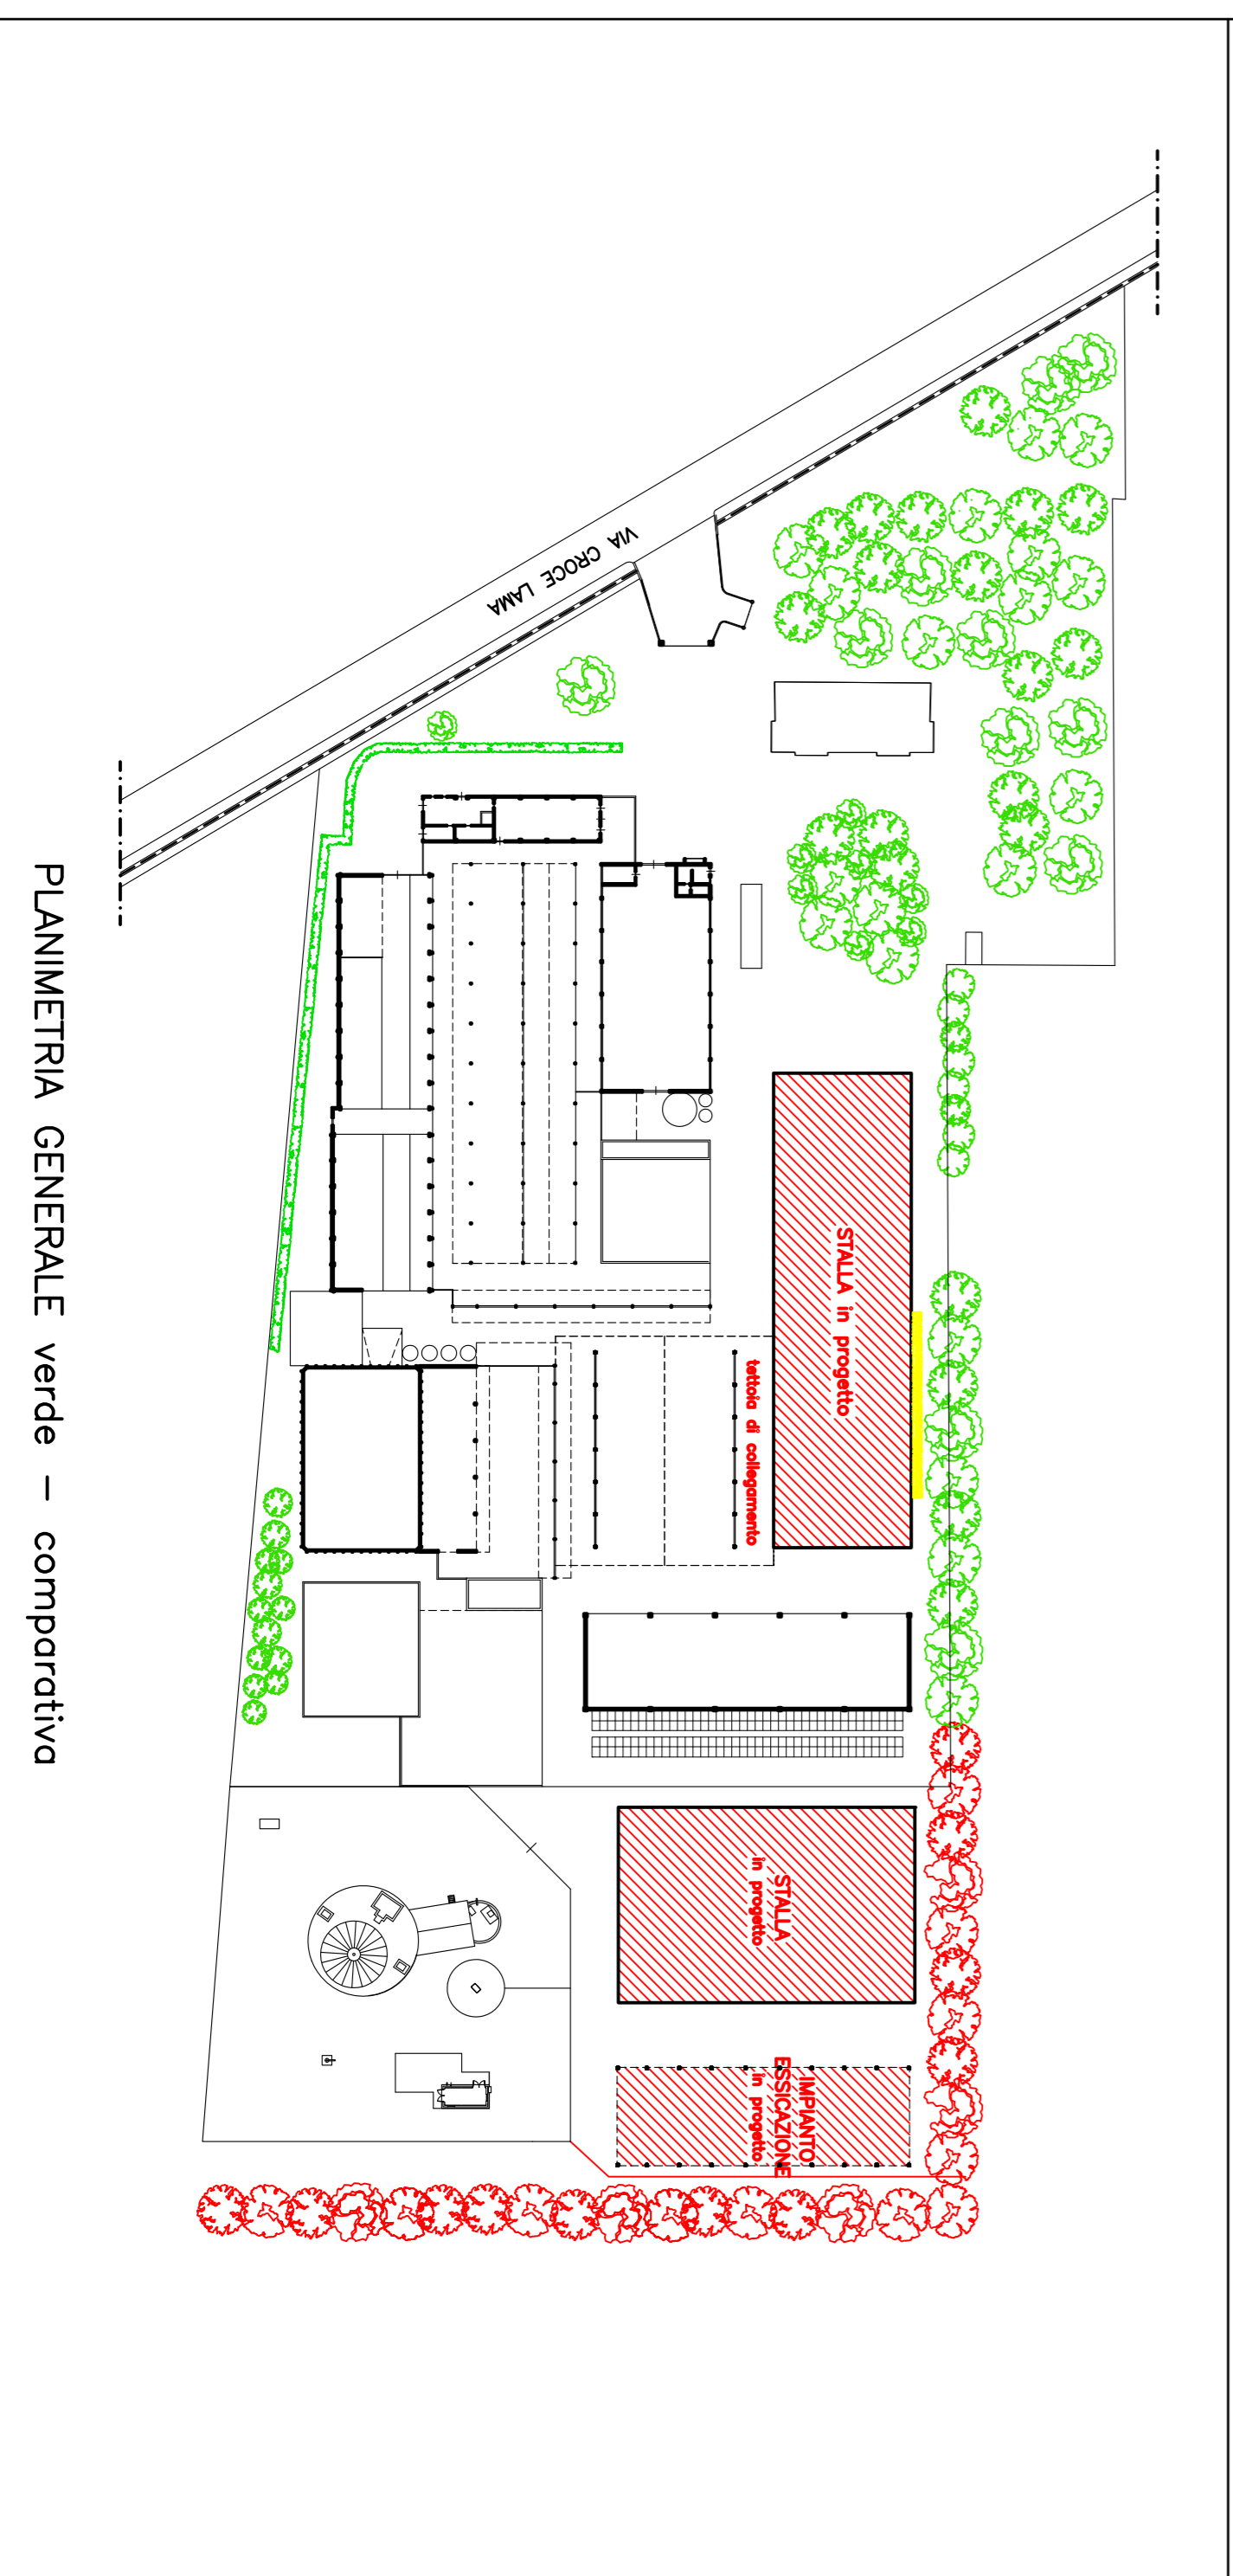 PLANIMETRIA GENERALE verde – comparativa
VIA CROCE LAMA
STALLA in progetto
tettoia di collegamento
STALLA
in progetto
IMPIANTO
ESSICAZIONE
in progetto